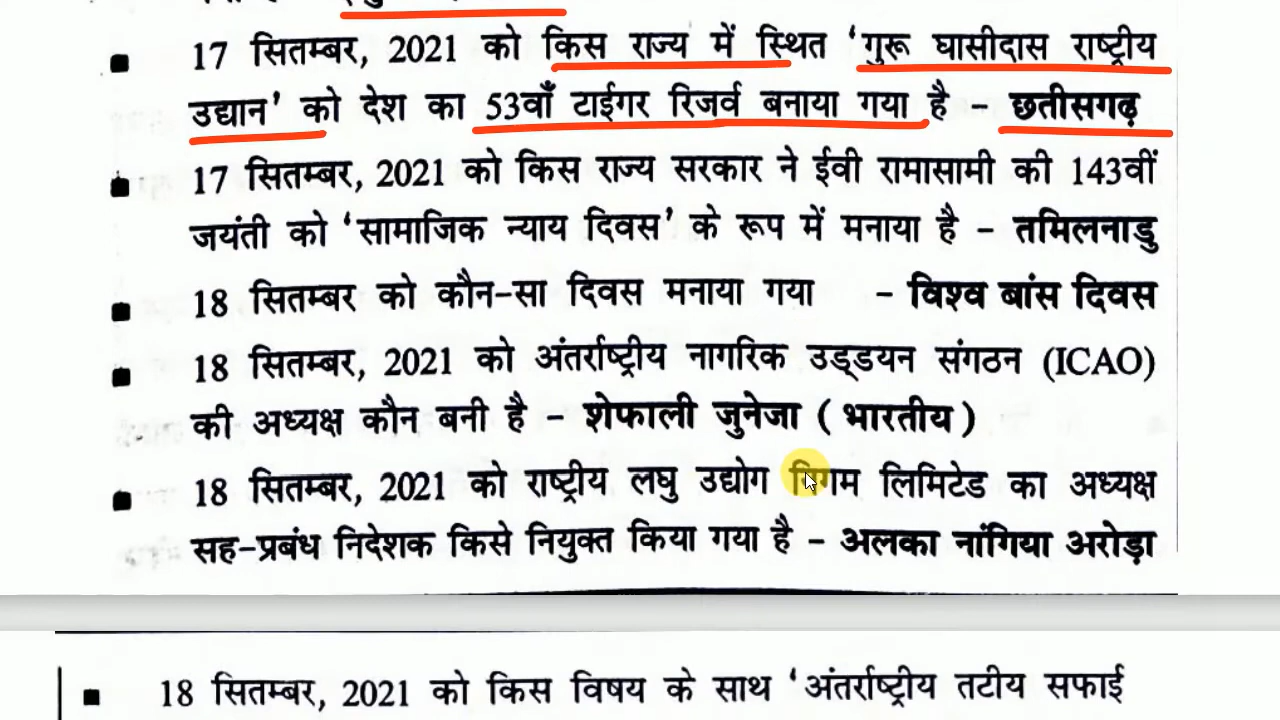 ■ 17 सितम्बर, 2021 को किस राज्य में स्थित ‘गुरू घासीदास राष्ट्रीय
उद्यान’ को देश का 53वाँ टाईगर रिजर्व बनाया गया है – छत्तीसगढ़
■ 17 सितम्बर, 2021 को किस राज्य सरकार ने ईवी रामासामी की 143वीं
जयंती को ‘सामाजिक न्याय दिवस’ के रूप में मनाया है – तमिलनाडु
■ 18 सितम्बर को कौन-सा दिवस मनाया गया – विश्व बांस दिवस
■ 18 सितम्बर, 2021 को अंतर्राष्ट्रीय नागरिक उड्डयन संगठन (ICAO)
की अध्यक्ष कौन बनी है – शेफाली जुनेजा ( भारतीय )
■ 18 सितम्बर, 2021 को राष्ट्रीय लघु उद्योग निगम लिमिटेड का अध्यक्ष
सह-प्रबंध निदेशक किसे नियुक्त किया गया है – अलका नांगिया अरोड़ा
■ 18 सितम्बर, 2021 को किस विषय के साथ ‘अंतर्राष्ट्रीय तटीय सफाई